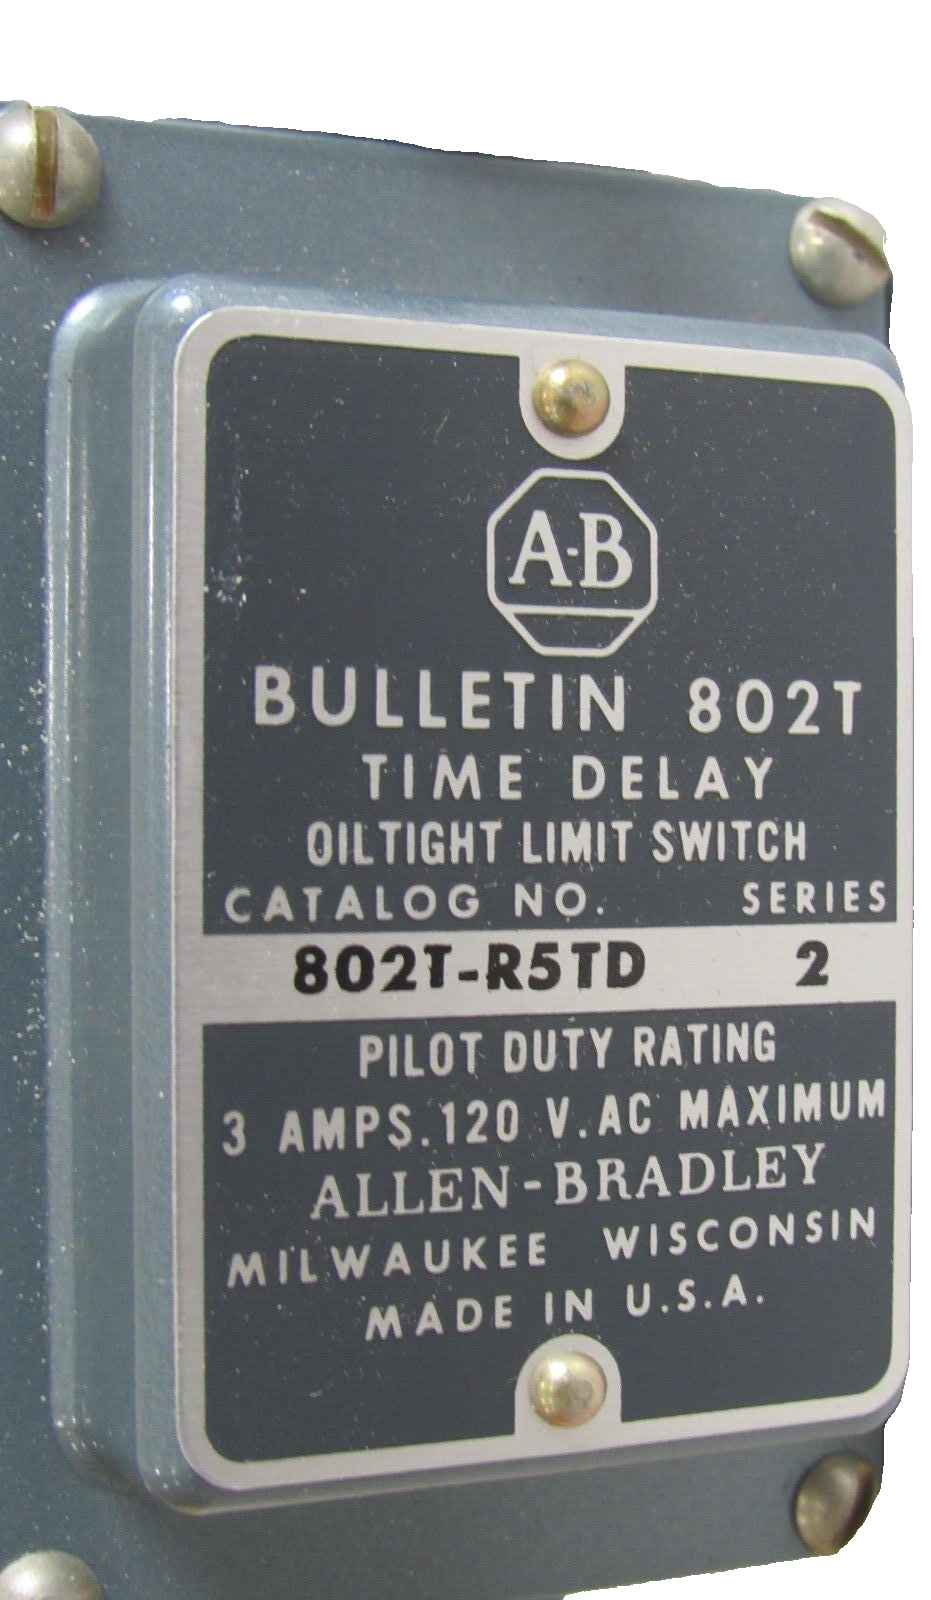 A-B
BULLETIN 802T
TIME DELAY
OILTIGHT LIMIT SWITCH
CATALOG NO. SERIES
802T-R5TD 2
PILOT DUTY RATING
3 AMPS. 120 V. AC MAXIMUM
ALLEN-BRADLEY
MILWAUKEE WISCONSIN
MADE IN U.S.A.